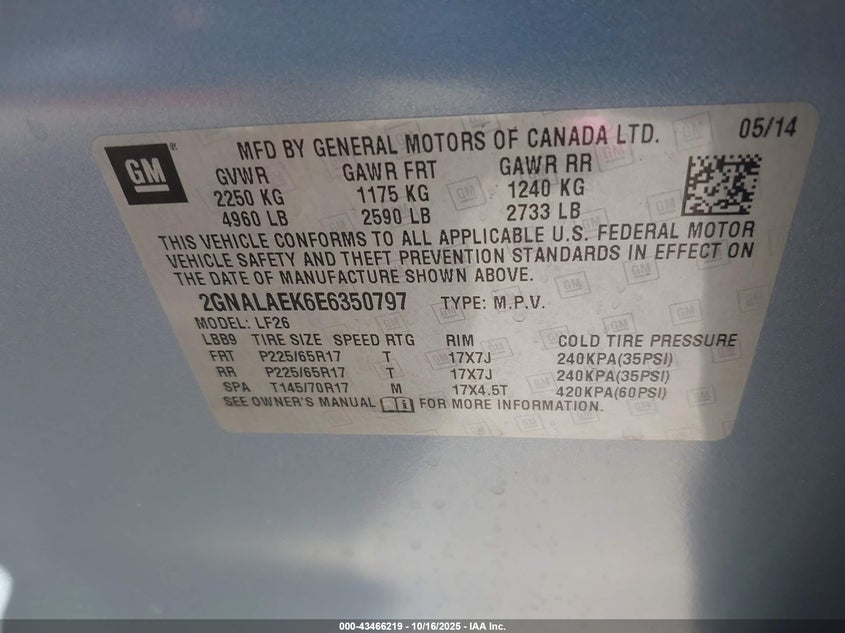 GM ®
MFD BY GENERAL MOTORS OF CANADA LTD. 05/14
GVWR GAWR FRT GAWR RR
2250 KG 1175 KG 1240 KG
4960 LB 2590 LB 2733 LB
THIS VEHICLE CONFORMS TO ALL APPLICABLE U.S. FEDERAL MOTOR
VEHICLE SAFETY AND THEFT PREVENTION STANDARDS IN EFFECT ON
THE DATE OF MANUFACTURE SHOWN ABOVE.
2GNALAEK6E6350797 TYPE: M.P.V.
MODEL: LF26
LBB9 TIRE SIZE SPEED RTG RIM COLD TIRE PRESSURE
FRT P225/65R17 T 17X7J 240KPA(35PSI)
RR P225/65R17 T 17X7J 240KPA(35PSI)
SPA T145/70R17 M 17X4.5T 420KPA(60PSI)
SEE OWNER'S MANUAL i FOR MORE INFORMATION.
000-43466219 - 10/16/2025 - IAA Inc.